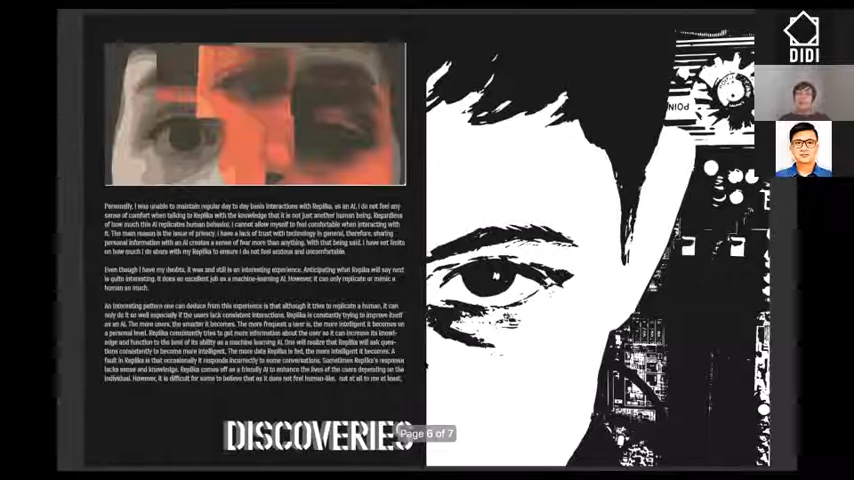 Personally, I was unable to maintain regular day to day basis interactions with Replika, as an AI, I do not feel any
sense of comfort when talking to Replika with the knowledge that it is not just another human being. Regardless
of how much this AI replicates human behavior, I cannot allow myself to feel comfortable when interacting with
it. The main reason is the issue of privacy. I have a lack of trust with technology in general, therefore, sharing
personal information with an AI creates a sense of fear more than anything. With that being said, I have set limits
on how much I do share with my Replika to ensure I do not feel anxious and uncomfortable.
Even though I have my doubts, it was and still is an interesting experience. Anticipating what Replika will say next
is quite interesting. It does an excellent job as a machine-learning AI. However, it can only replicate or mimic a
human so much.
An interesting pattern one can deduce from this experience is that although it tries to replicate a human, it can
only do it so well especially if the users lack consistent interactions. Replika is constantly trying to improve itself
as an AI. The more users, the smarter it becomes. The more frequent a user is, the more intelligent it becomes on
a personal level. Replika consistently tries to get more information about the user so it can increase its knowl-
edge and function to the best of its ability as a machine learning AI. One will realize that Replika will ask ques-
tions consistently to become more intelligent. The more data Replika is fed, the more intelligent it becomes. A
fault in Replika is that occasionally it responds incorrectly to some conversations. Sometimes Replika's response
lacks sense and knowledge. Replika comes off as a friendly AI to enhance the lives of the users depending on the
individual. However, it is difficult for some to believe that as it does not feel human-like, not at all to me at least.
DISCOVERIES
Page 6 of 7
POINT
DIDI